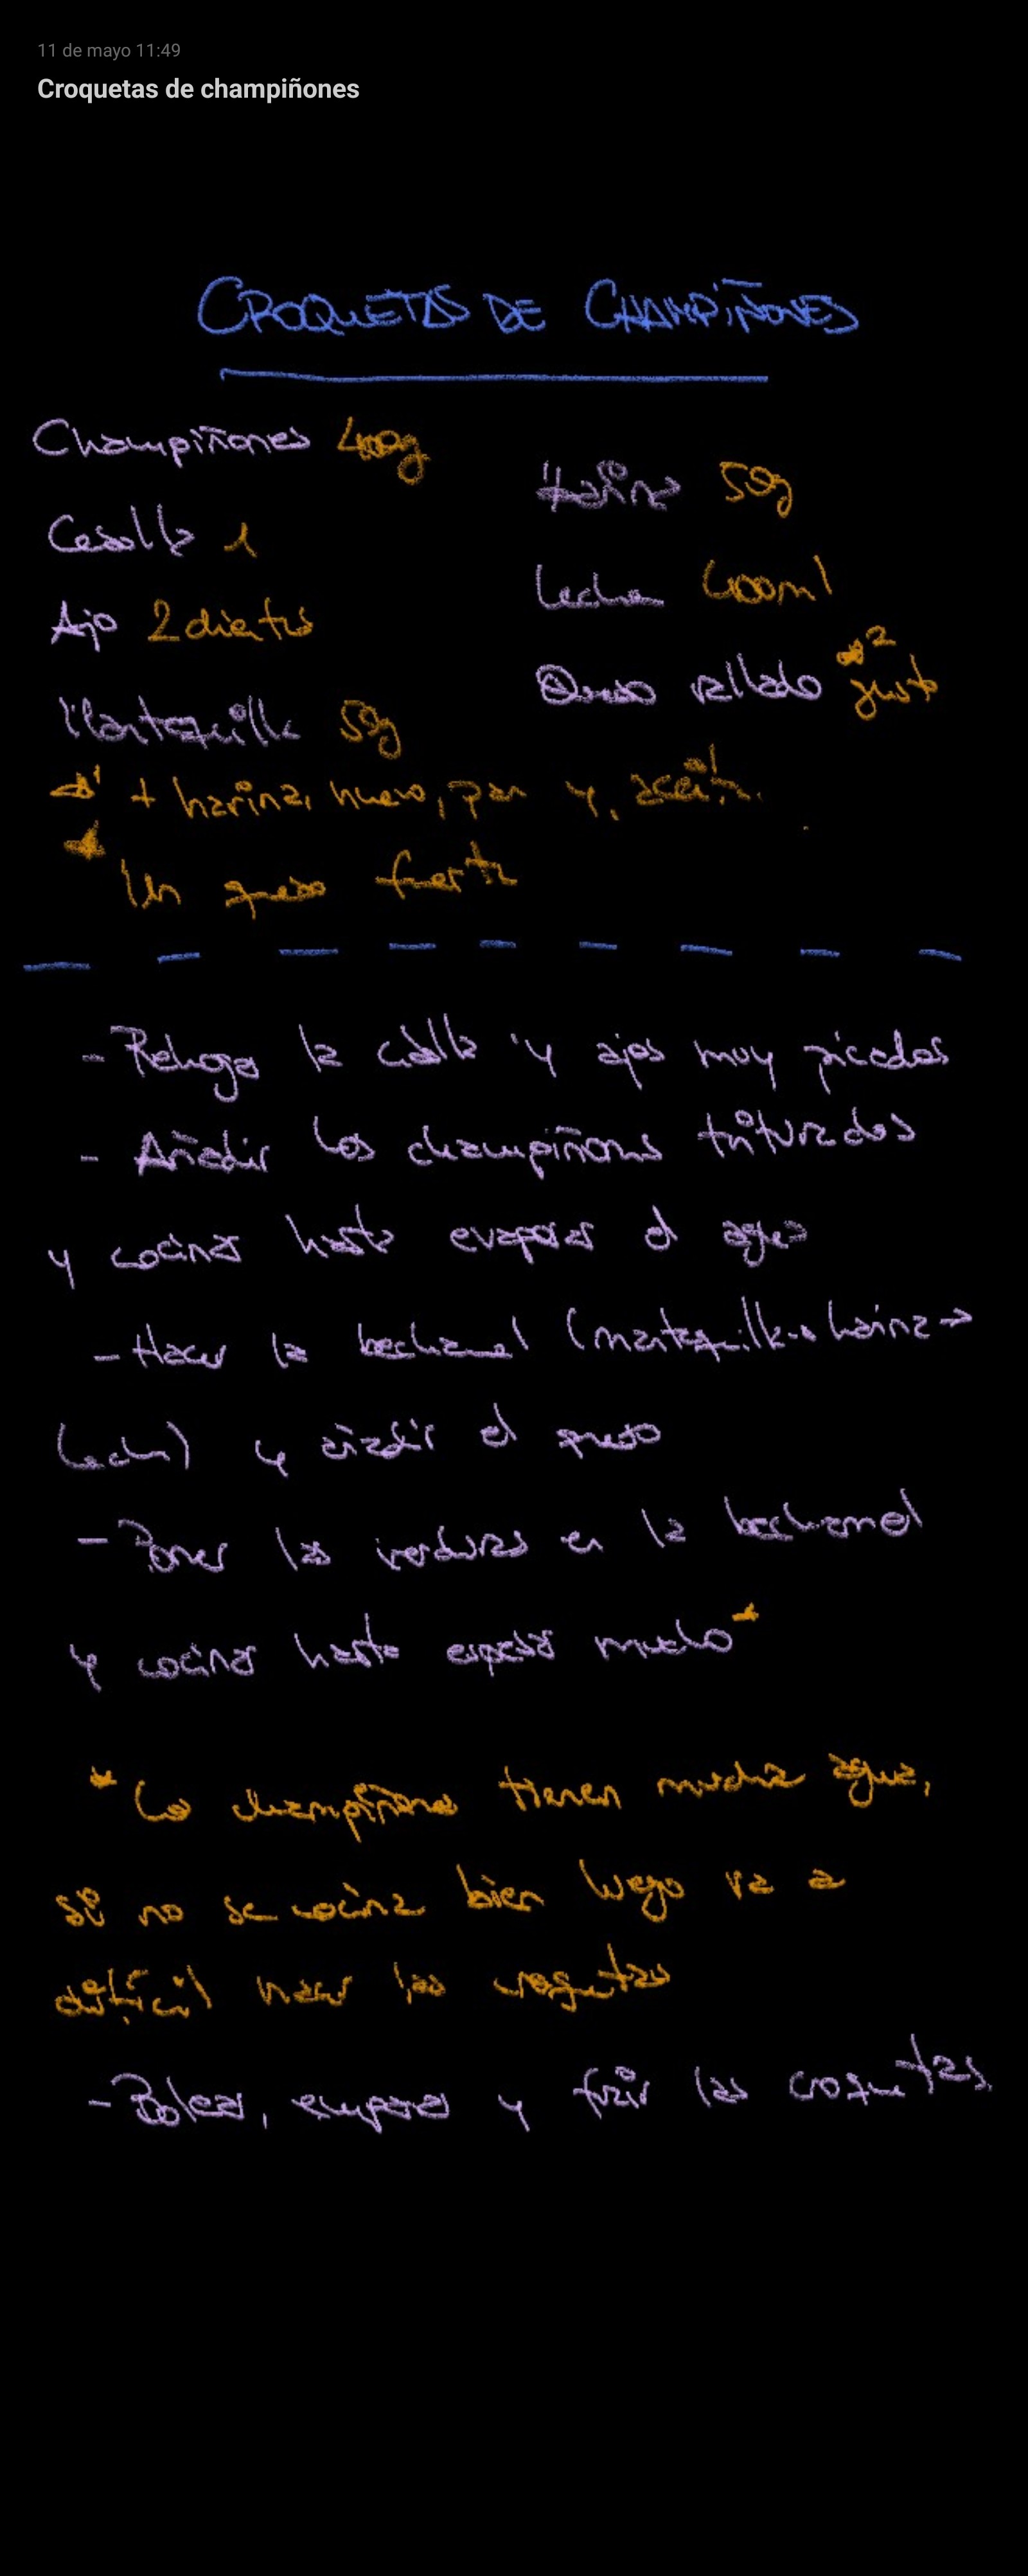 11 de mayo 11:49
Croquetas de champiñones
CROQUETAS DE CHAMPIÑONES
Champiñones 400g
Cebolla 1
Ajo 2 dientes
Mantequilla 50g
Harina 50g
Leche 400ml
Queso rallado *2 gusto
*1 + harina, huevo, pan y, aceite.
* Un queso fuerte
- Rehoga la cebolla y ajos muy picados
- Añadir los champiñones triturados
y cocinar hasta evaporar el agua
- Hacer la bechamel (mantequilla + harina →
leche) y añadir el queso
- Poner las verduras en la bechamel
y cocinar hasta espesar mucho *
* Los champiñones tienen mucha agua,
si no se cocina bien luego va a
difícil hacer las croquetas
- Bolear, empanar y freir las croquetas.